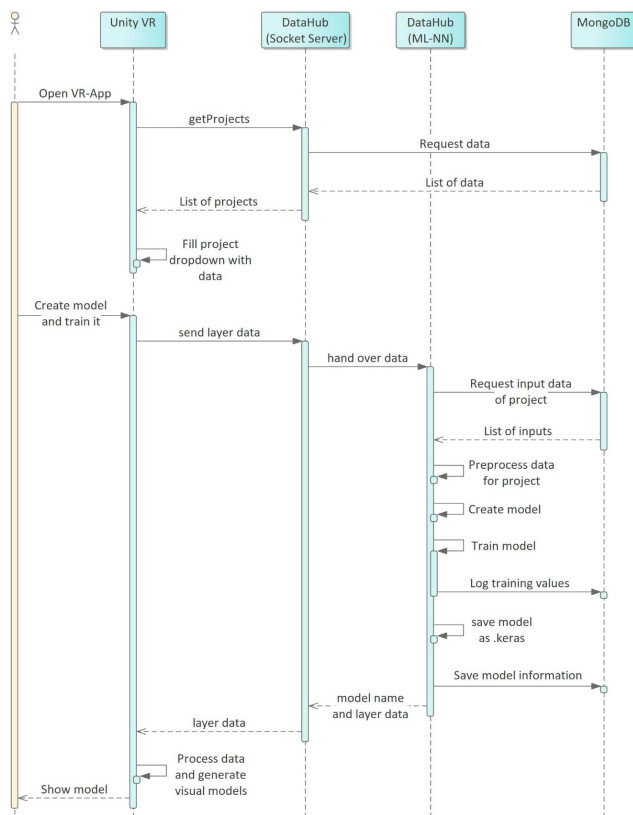 Unity VR
DataHub
(Socket Server)
DataHub
(ML-NN)
MongoDB
Open VR-App
getProjects
Request data
List of data
List of projects
Fill project
dropdown with
data
Create model
and train it
send layer data
hand over data
Request input data
of project
List of inputs
Preprocess data
for project
Create model
Train model
Log training values
save model
as .keras
Save model information
model name
and layer data
layer data
Process data
and generate
visual models
Show model